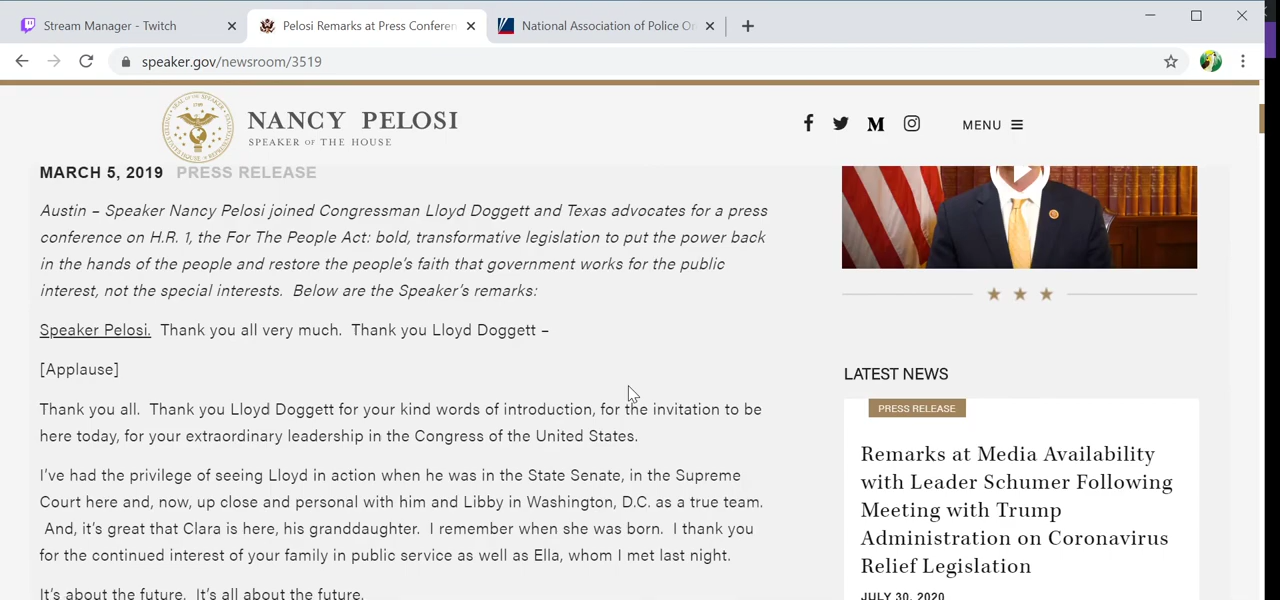 Stream Manager - Twitch
Pelosi Remarks at Press Conferen
National Association of Police Or
speaker.gov/newsroom/3519
NANCY PELOSI
SPEAKER OF THE HOUSE
MENU
MARCH 5, 2019 PRESS RELEASE
Austin – Speaker Nancy Pelosi joined Congressman Lloyd Doggett and Texas advocates for a press
conference on H.R. 1, the For The People Act: bold, transformative legislation to put the power back
in the hands of the people and restore the people's faith that government works for the public
interest, not the special interests. Below are the Speaker's remarks:
Speaker Pelosi. Thank you all very much. Thank you Lloyd Doggett –
[Applause]
Thank you all. Thank you Lloyd Doggett for your kind words of introduction, for the invitation to be
here today, for your extraordinary leadership in the Congress of the United States.
I've had the privilege of seeing Lloyd in action when he was in the State Senate, in the Supreme
Court here and, now, up close and personal with him and Libby in Washington, D.C. as a true team.
And, it's great that Clara is here, his granddaughter. I remember when she was born. I thank you
for the continued interest of your family in public service as well as Ella, whom I met last night.
It's about the future. It's all about the future.
LATEST NEWS
PRESS RELEASE
Remarks at Media Availability
with Leader Schumer Following
Meeting with Trump
Administration on Coronavirus
Relief Legislation
JULY 30, 2020